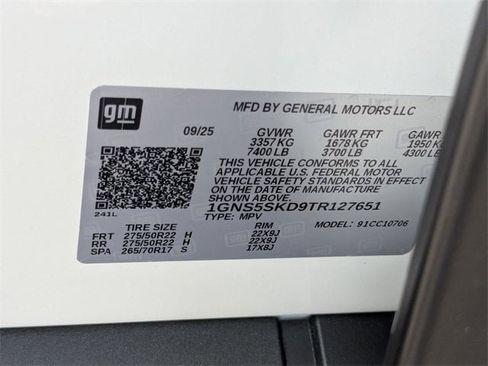 gm
MFD BY GENERAL MOTORS LLC
09/25 GVWR GAWR FRT GAWR
3357 KG 1678 KG 1950 KG
7400 LB 3700 LB 4300 LB
THIS VEHICLE CONFORMS TO ALL
APPLICABLE U.S. FEDERAL MOTOR
VEHICLE SAFETY STANDARDS IN EFFECT
ON THE DATE OF MANUFACTURE
SHOWN ABOVE.
1GNS5SKD9TR127651
TYPE: MPV MODEL: 91CC10706
241L
TIRE SIZE RIM
FRT 275/50R22 H 22X9J
RR 275/50R22 H 22X9J
SPA 265/70R17 S 17X8J